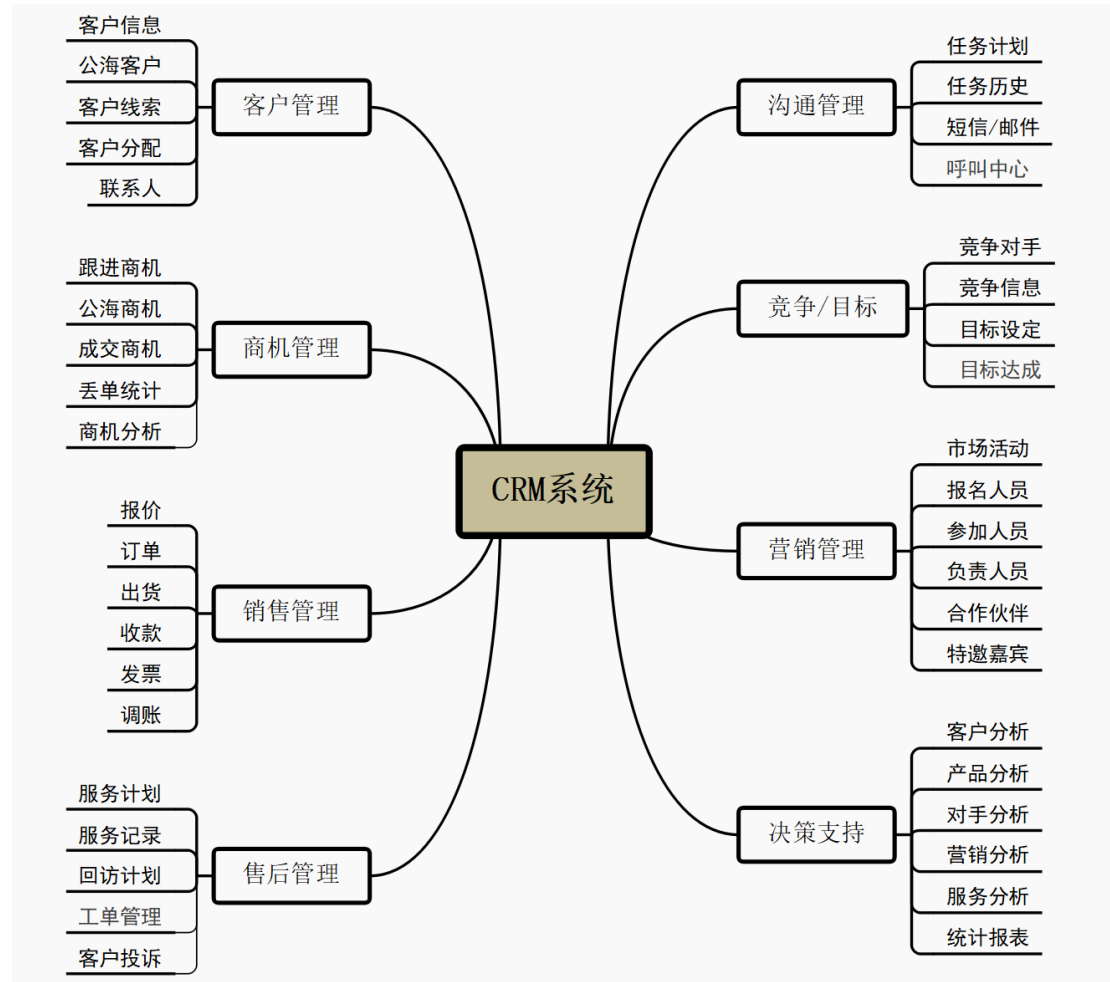 CRM系统
客户管理
客户信息
公海客户
客户线索
客户分配
联系人
商机管理
跟进商机
公海商机
成交商机
丢单统计
商机分析
销售管理
报价
订单
出货
收款
发票
调账
售后管理
服务计划
服务记录
回访计划
工单管理
客户投诉
沟通管理
任务计划
任务历史
短信/邮件
呼叫中心
竞争/目标
竞争对手
竞争信息
目标设定
目标达成
营销管理
市场活动
报名人员
参加人员
负责人员
合作伙伴
特邀嘉宾
决策支持
客户分析
产品分析
对手分析
营销分析
服务分析
统计报表